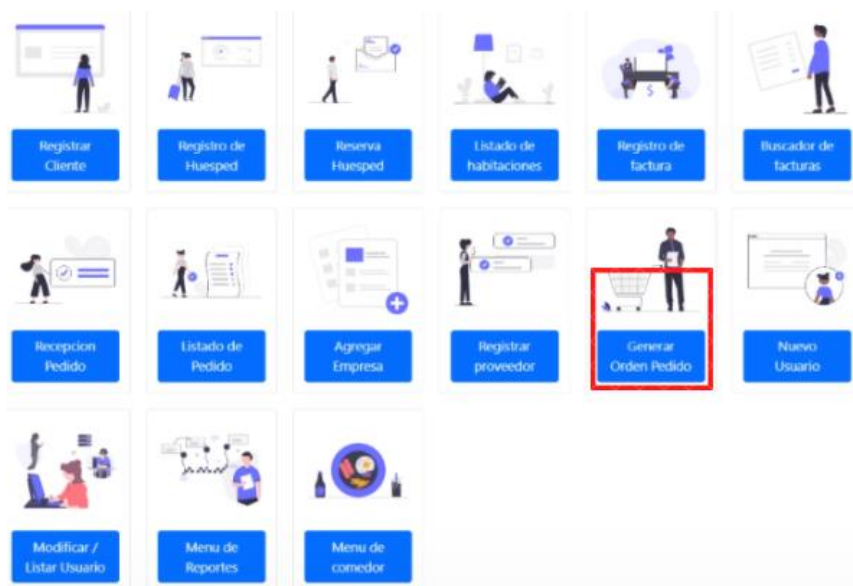 Registrar
Cliente
Registro de
Huesped
Reserva
Huesped
Listado de
habitaciones
Registro de
factura
Buscador de
facturas
Recepcion
Pedido
Listado de
Pedido
Agregar
Empresa
Registrar
proveedor
Generar
Orden Pedido
Nuevo
Usuario
Modificar /
Listar Usuario
Menu de
Reportes
Menu de
comedor